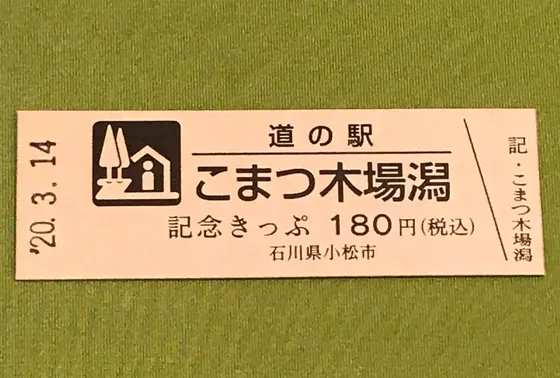 '20.3.14
道の駅
こまつ木場潟
記念きっぷ 180円(税込)
石川県小松市
記・こまつ木場潟